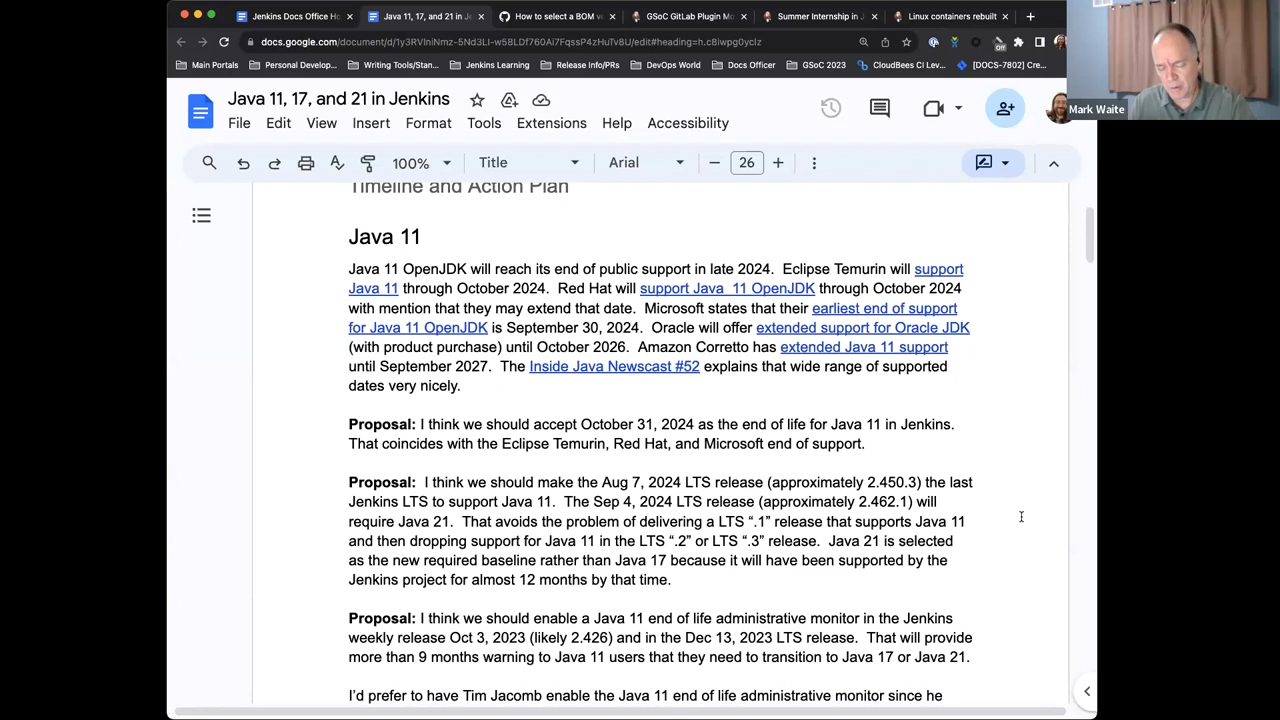 Jenkins Docs Office Ho
Java 11, 17, and 21 in J
How to select a BOM v
GSoC GitLab Plugin Mo
Summer Internship in J
Linux containers rebuilt
docs.google.com/document/d/1y3RVlniNmz-5Nd3LI-w58LDf760Ai7FqssP4zHuTv8U/edit#heading=h.c8iwpg0yclz
Off
Main Portals
Personal Develop...
Writing Tools/Stan...
Jenkins Learning
Release Info/PRs
DevOps World
Docs Officer
GSoC 2023
CloudBees CI Lev...
[DOCS-7802] Cre...
Mark Waite
Java 11, 17, and 21 in Jenkins
File Edit View Insert Format Tools Extensions Help Accessibility
100% Title Arial 26
Timeline and Action Plan
Java 11
Java 11 OpenJDK will reach its end of public support in late 2024. Eclipse Temurin will support
Java 11 through October 2024. Red Hat will support Java 11 OpenJDK through October 2024
with mention that they may extend that date. Microsoft states that their earliest end of support
for Java 11 OpenJDK is September 30, 2024. Oracle will offer extended support for Oracle JDK
(with product purchase) until October 2026. Amazon Corretto has extended Java 11 support
until September 2027. The Inside Java Newscast #52 explains that wide range of supported
dates very nicely.
Proposal: I think we should accept October 31, 2024 as the end of life for Java 11 in Jenkins.
That coincides with the Eclipse Temurin, Red Hat, and Microsoft end of support.
Proposal: I think we should make the Aug 7, 2024 LTS release (approximately 2.450.3) the last
Jenkins LTS to support Java 11. The Sep 4, 2024 LTS release (approximately 2.462.1) will
require Java 21. That avoids the problem of delivering a LTS “.1” release that supports Java 11
and then dropping support for Java 11 in the LTS “.2” or LTS “.3” release. Java 21 is selected
as the new required baseline rather than Java 17 because it will have been supported by the
Jenkins project for almost 12 months by that time.
Proposal: I think we should enable a Java 11 end of life administrative monitor in the Jenkins
weekly release Oct 3, 2023 (likely 2.426) and in the Dec 13, 2023 LTS release. That will provide
more than 9 months warning to Java 11 users that they need to transition to Java 17 or Java 21.
I’d prefer to have Tim Jacomb enable the Java 11 end of life administrative monitor since he